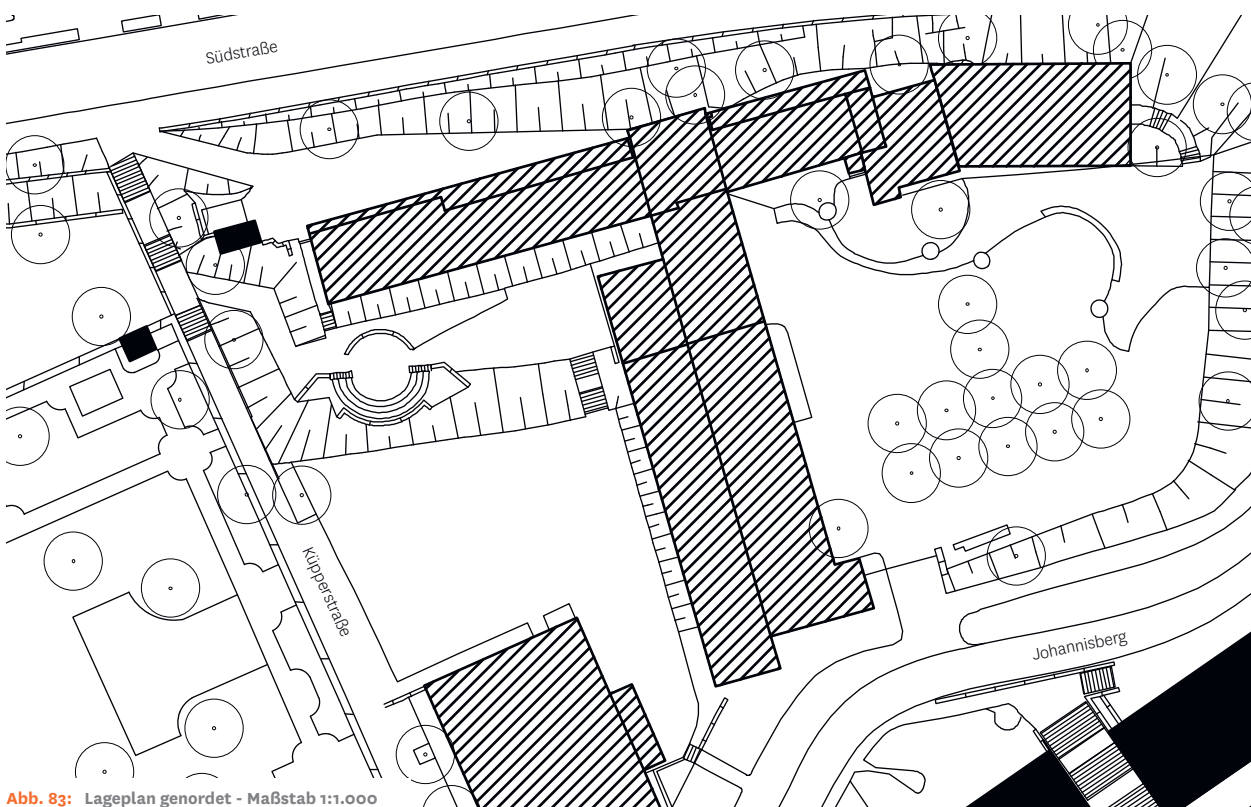 Südstraße
Küpperstraße
Johannisberg
Abb. 83: Lageplan genordet - Maßstab 1:1.000